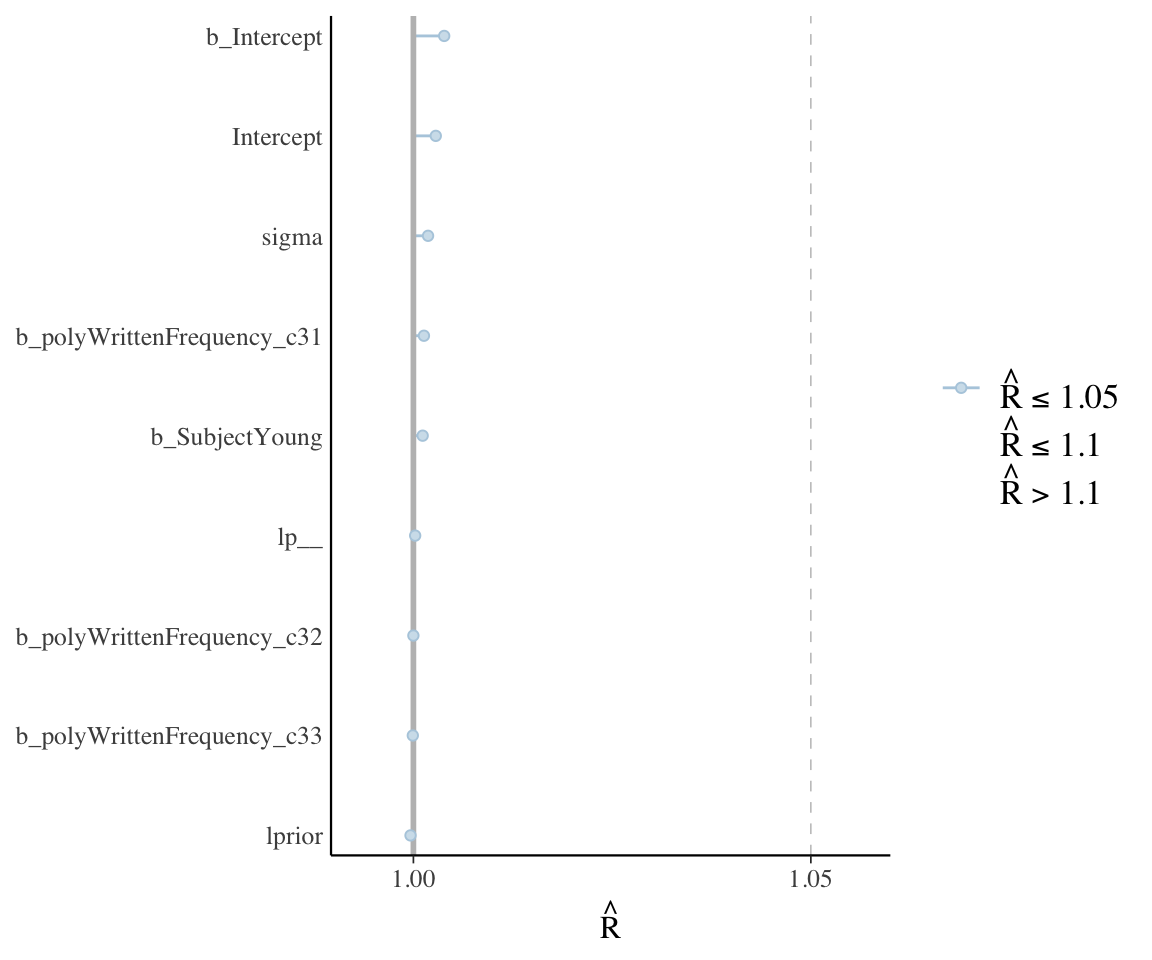 b_Intercept
Intercept
sigma
b_polyWrittenFrequency_c31
b_SubjectYoung
lp__
b_polyWrittenFrequency_c32
b_polyWrittenFrequency_c33
lprior
1.00 1.05
R̂
R̂ ≤ 1.05
R̂ ≤ 1.1
R̂ > 1.1